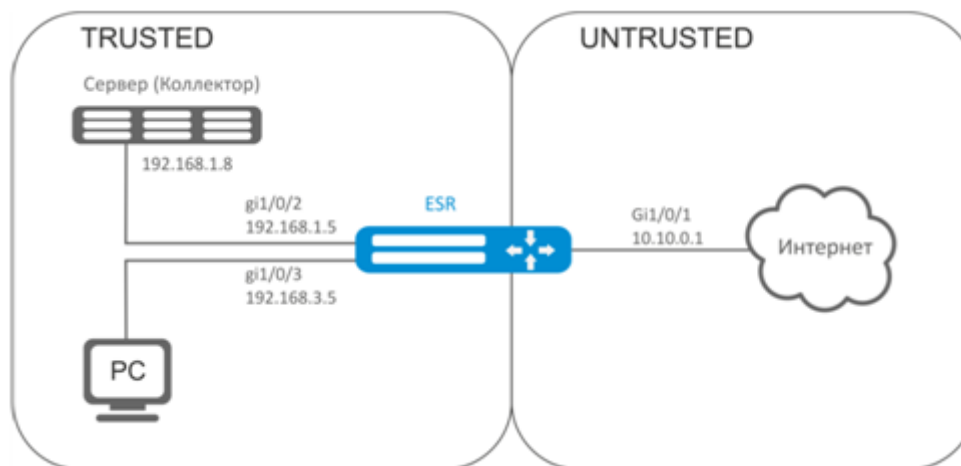 TRUSTED
UNTRUSTED
Сервер (Коллектор)
192.168.1.8
gi1/0/2
192.168.1.5
ESR
Gi1/0/1
10.10.0.1
Интернет
gi1/0/3
192.168.3.5
PC